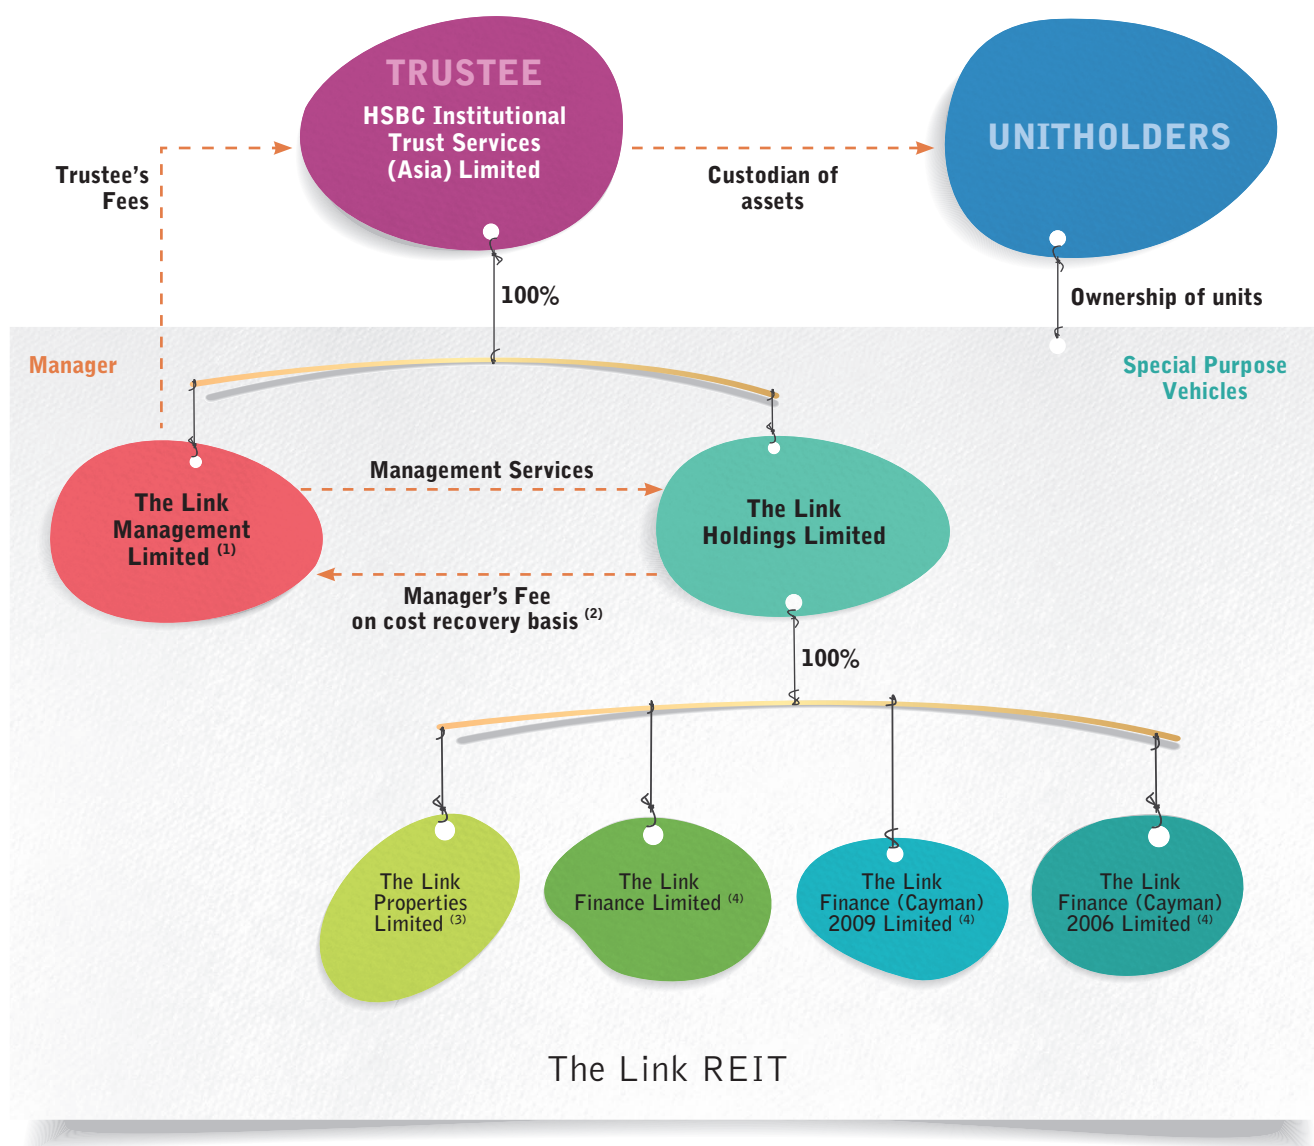 TRUSTEE
HSBC Institutional
Trust Services
(Asia) Limited
UNITHOLDERS
Trustee’s
Fees
Custodian of
assets
100%
Ownership of units
Manager
Special Purpose
Vehicles
The Link
Management
Limited (1)
Management Services
The Link
Holdings Limited
Manager’s Fee
on cost recovery basis (2)
100%
The Link
Properties
Limited (3)
The Link
Finance Limited (4)
The Link
Finance (Cayman)
2009 Limited (4)
The Link
Finance (Cayman)
2006 Limited (4)
The Link REIT